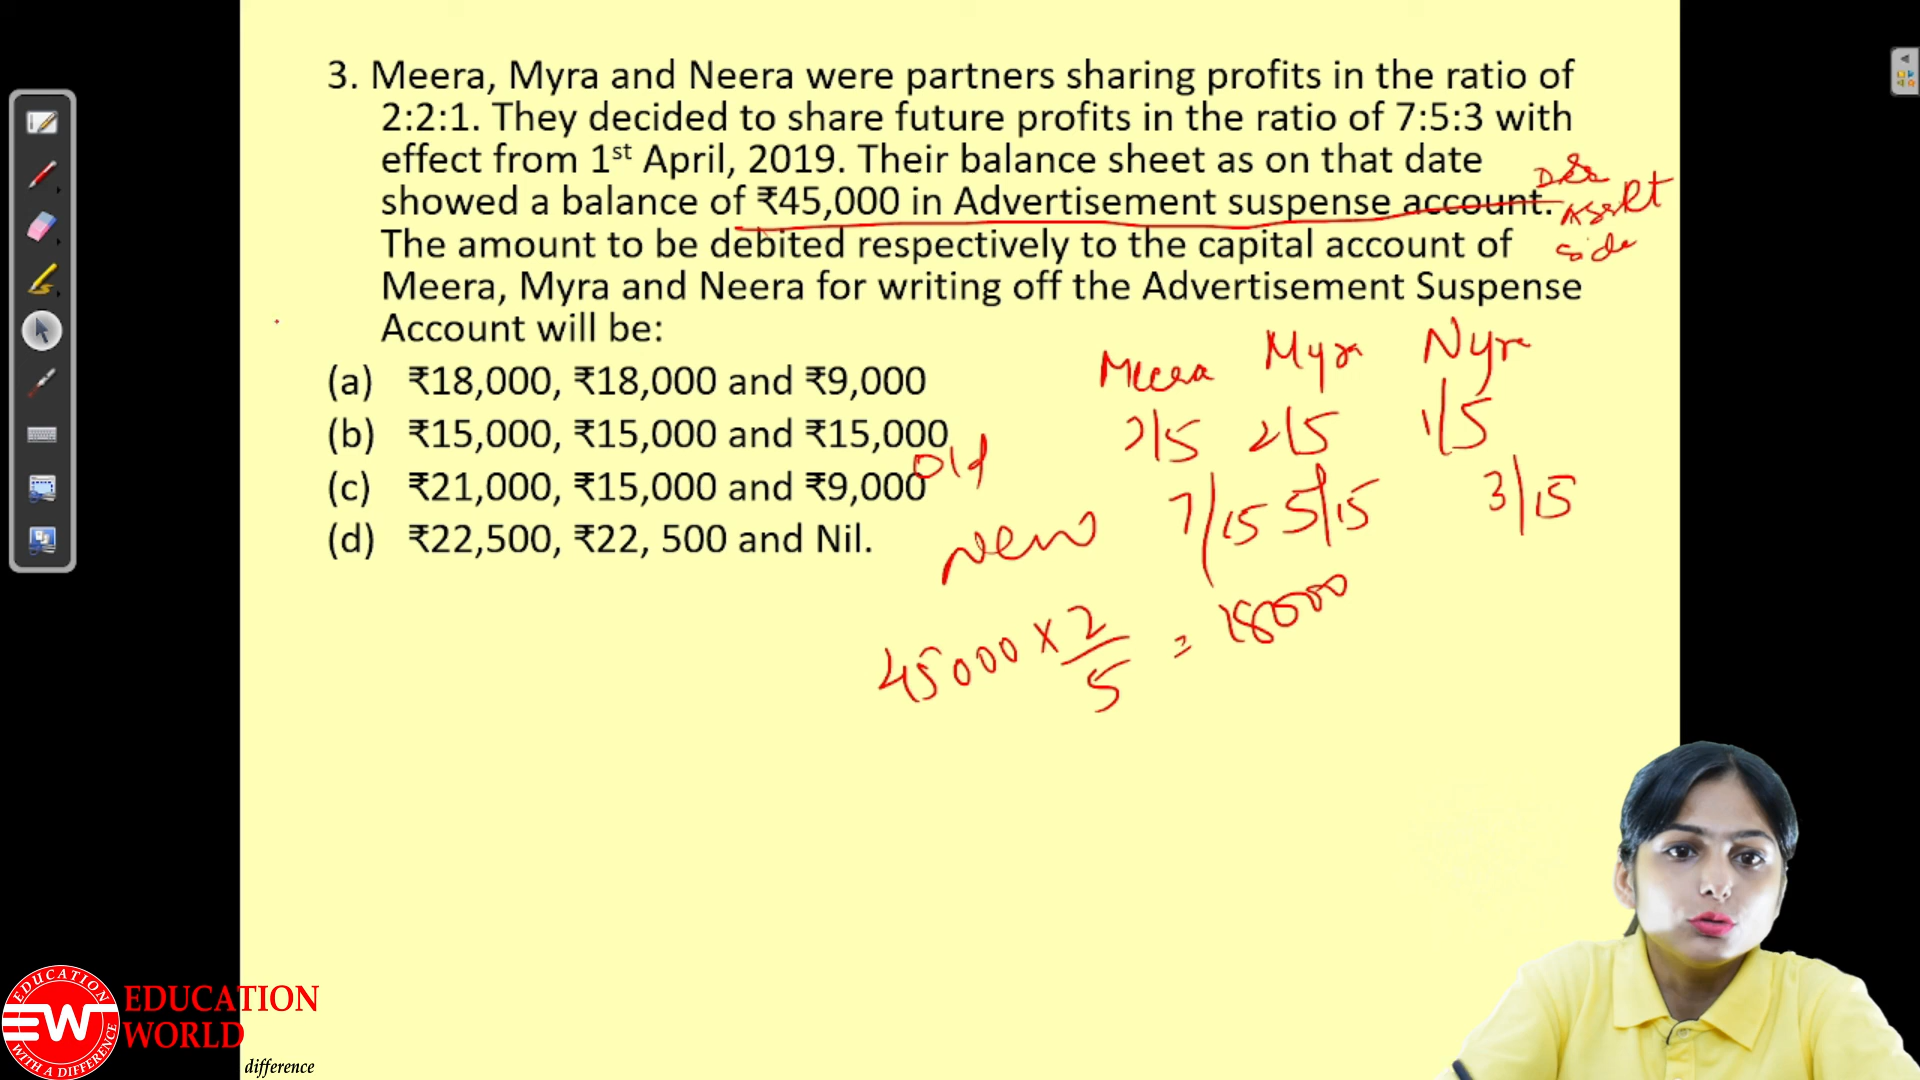 3. Meera, Myra and Neera were partners sharing profits in the ratio of
2:2:1. They decided to share future profits in the ratio of 7:5:3 with
effect from 1st April, 2019. Their balance sheet as on that date
showed a balance of ₹45,000 in Advertisement suspense account.
The amount to be debited respectively to the capital account of
Meera, Myra and Neera for writing off the Advertisement Suspense
Account will be:
(a) ₹18,000, ₹18,000 and ₹9,000
(b) ₹15,000, ₹15,000 and ₹15,000
(c) ₹21,000, ₹15,000 and ₹9,000
(d) ₹22,500, ₹22, 500 and Nil.
side
Meera Myra Nyra
Old 2/5 2/5 1/5
New 7/15 5/15 3/15
45000 x 2/5 = 18000
EDUCATION
WORLD
difference
EDUCATION
EW
WITH A DIFFERENCE